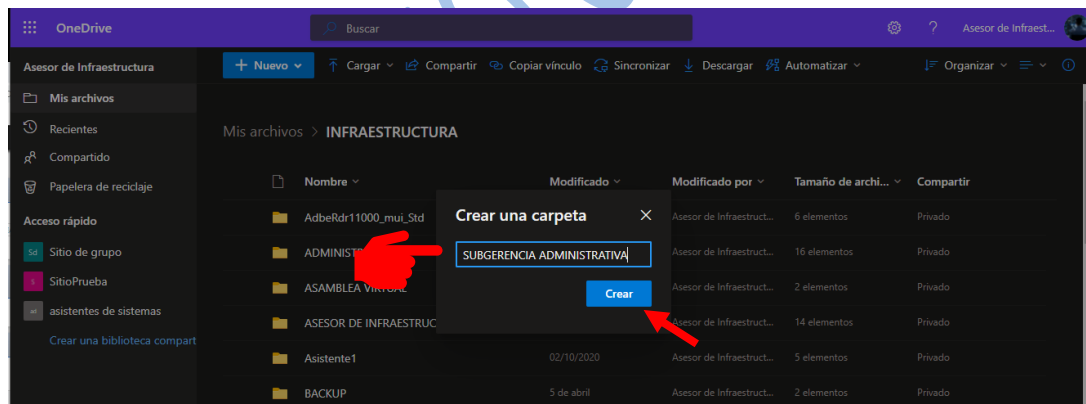 OneDrive
Buscar
? Asesor de Infraest...
Asesor de Infraestructura
+ Nuevo Cargar Compartir Copiar vínculo Sincronizar Descargar Automatizar Organizar
Mis archivos
Recientes
Compartido
Papelera de reciclaje
Acceso rápido
Sd Sitio de grupo
S SitioPrueba
asistentes de sistemas
Crear una biblioteca compart
Mis archivos > INFRAESTRUCTURA
Nombre Modificado Modificado por Tamaño de archi... Compartir
AdbeRdr11000_mui_Std Asesor de Infraestruct... 6 elementos Privado
ADMINIST Asesor de Infraestruct... 16 elementos Privado
ASAMBLEA VIRTUAL Asesor de Infraestruct... 2 elementos Privado
ASESOR DE INFRAESTRUC Asesor de Infraestruct... 14 elementos Privado
Asistente1 02/10/2020 Asesor de Infraestruct... 5 elementos Privado
BACKUP 5 de abril Asesor de Infraestruct... 2 elementos Privado
Crear una carpeta
SUBGERENCIA ADMINISTRATIVA
Crear